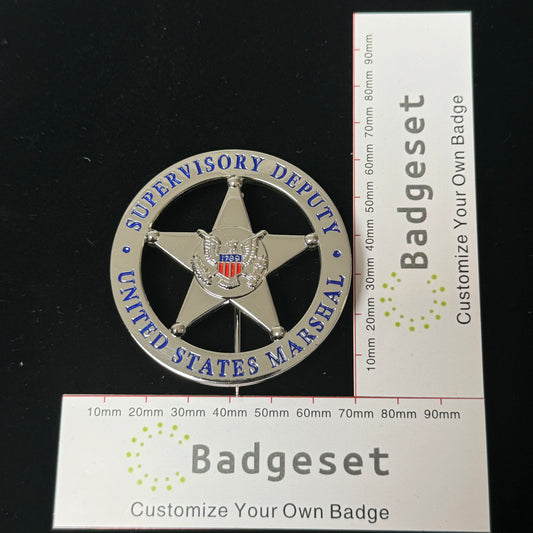 SUPERVISORY DEPUTY
1789
UNITED STATES MARSHAL
10mm 20mm 30mm 40mm 50mm 60mm 70mm 80mm 90mm
Badgeset
Customize Your Own Badge
10mm 20mm 30mm 40mm 50mm 60mm 70mm 80mm 90mm
Badgeset
Customize Your Own Badge